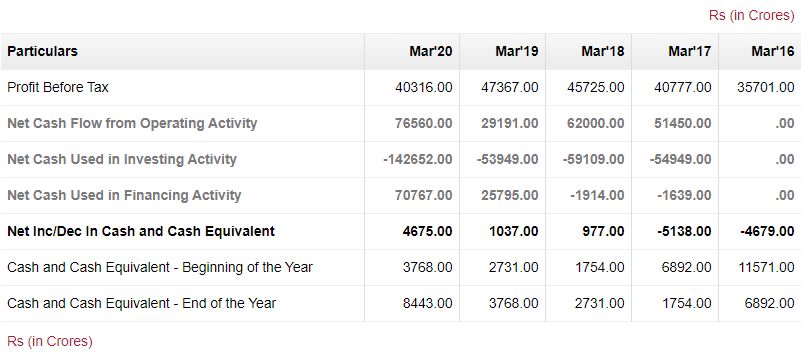 Rs (in Crores)
Particulars Mar'20 Mar'19 Mar'18 Mar'17 Mar'16
Profit Before Tax 40316.00 47367.00 45725.00 40777.00 35701.00
Net Cash Flow from Operating Activity 76560.00 29191.00 62000.00 51450.00 .00
Net Cash Used in Investing Activity -142652.00 -53949.00 -59109.00 -54949.00 .00
Net Cash Used in Financing Activity 70767.00 25795.00 -1914.00 -1639.00 .00
Net Inc/Dec In Cash and Cash Equivalent 4675.00 1037.00 977.00 -5138.00 -4679.00
Cash and Cash Equivalent - Beginning of the Year 3768.00 2731.00 1754.00 6892.00 11571.00
Cash and Cash Equivalent - End of the Year 8443.00 3768.00 2731.00 1754.00 6892.00
Rs (in Crores)